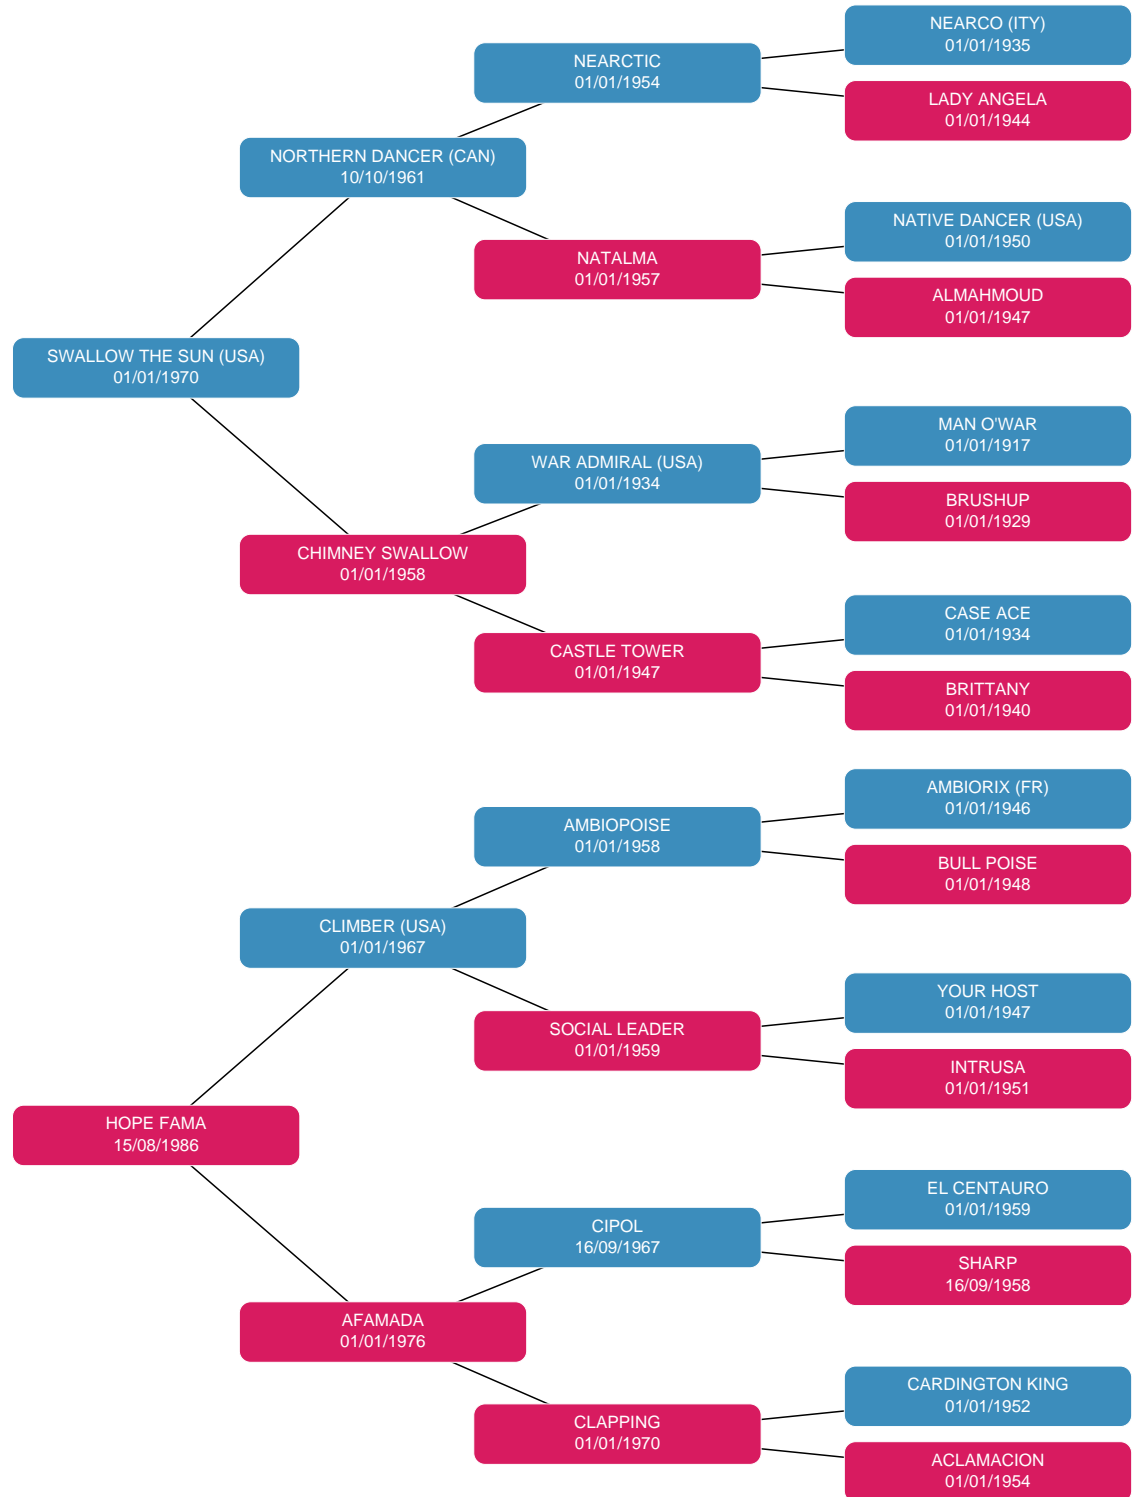 NEARCO (ITY)
01/01/1935
NEARCTIC
01/01/1954
LADY ANGELA
01/01/1944
NORTHERN DANCER (CAN)
10/10/1961
NATIVE DANCER (USA)
01/01/1950
NATALMA
01/01/1957
ALMAHMOUD
01/01/1947
SWALLOW THE SUN (USA)
01/01/1970
MAN O'WAR
01/01/1917
WAR ADMIRAL (USA)
01/01/1934
BRUSHUP
01/01/1929
CHIMNEY SWALLOW
01/01/1958
CASE ACE
01/01/1934
CASTLE TOWER
01/01/1947
BRITTANY
01/01/1940
AMBIORIX (FR)
01/01/1946
AMBIOPOISE
01/01/1958
BULL POISE
01/01/1948
CLIMBER (USA)
01/01/1967
YOUR HOST
01/01/1947
SOCIAL LEADER
01/01/1959
INTRUSA
01/01/1951
HOPE FAMA
15/08/1986
EL CENTAURO
01/01/1959
CIPOL
16/09/1967
SHARP
16/09/1958
AFAMADA
01/01/1976
CARDINGTON KING
01/01/1952
CLAPPING
01/01/1970
ACLAMACION
01/01/1954